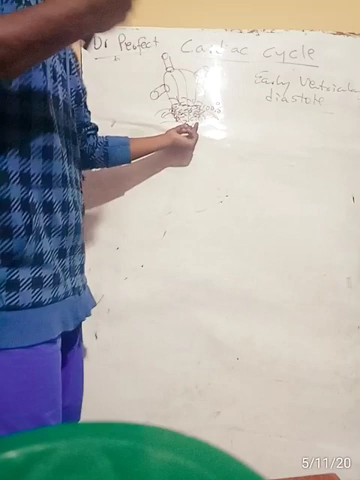 Dr Perfect
Cardiac cycle
Early Ventricular
diastole
5/11/20